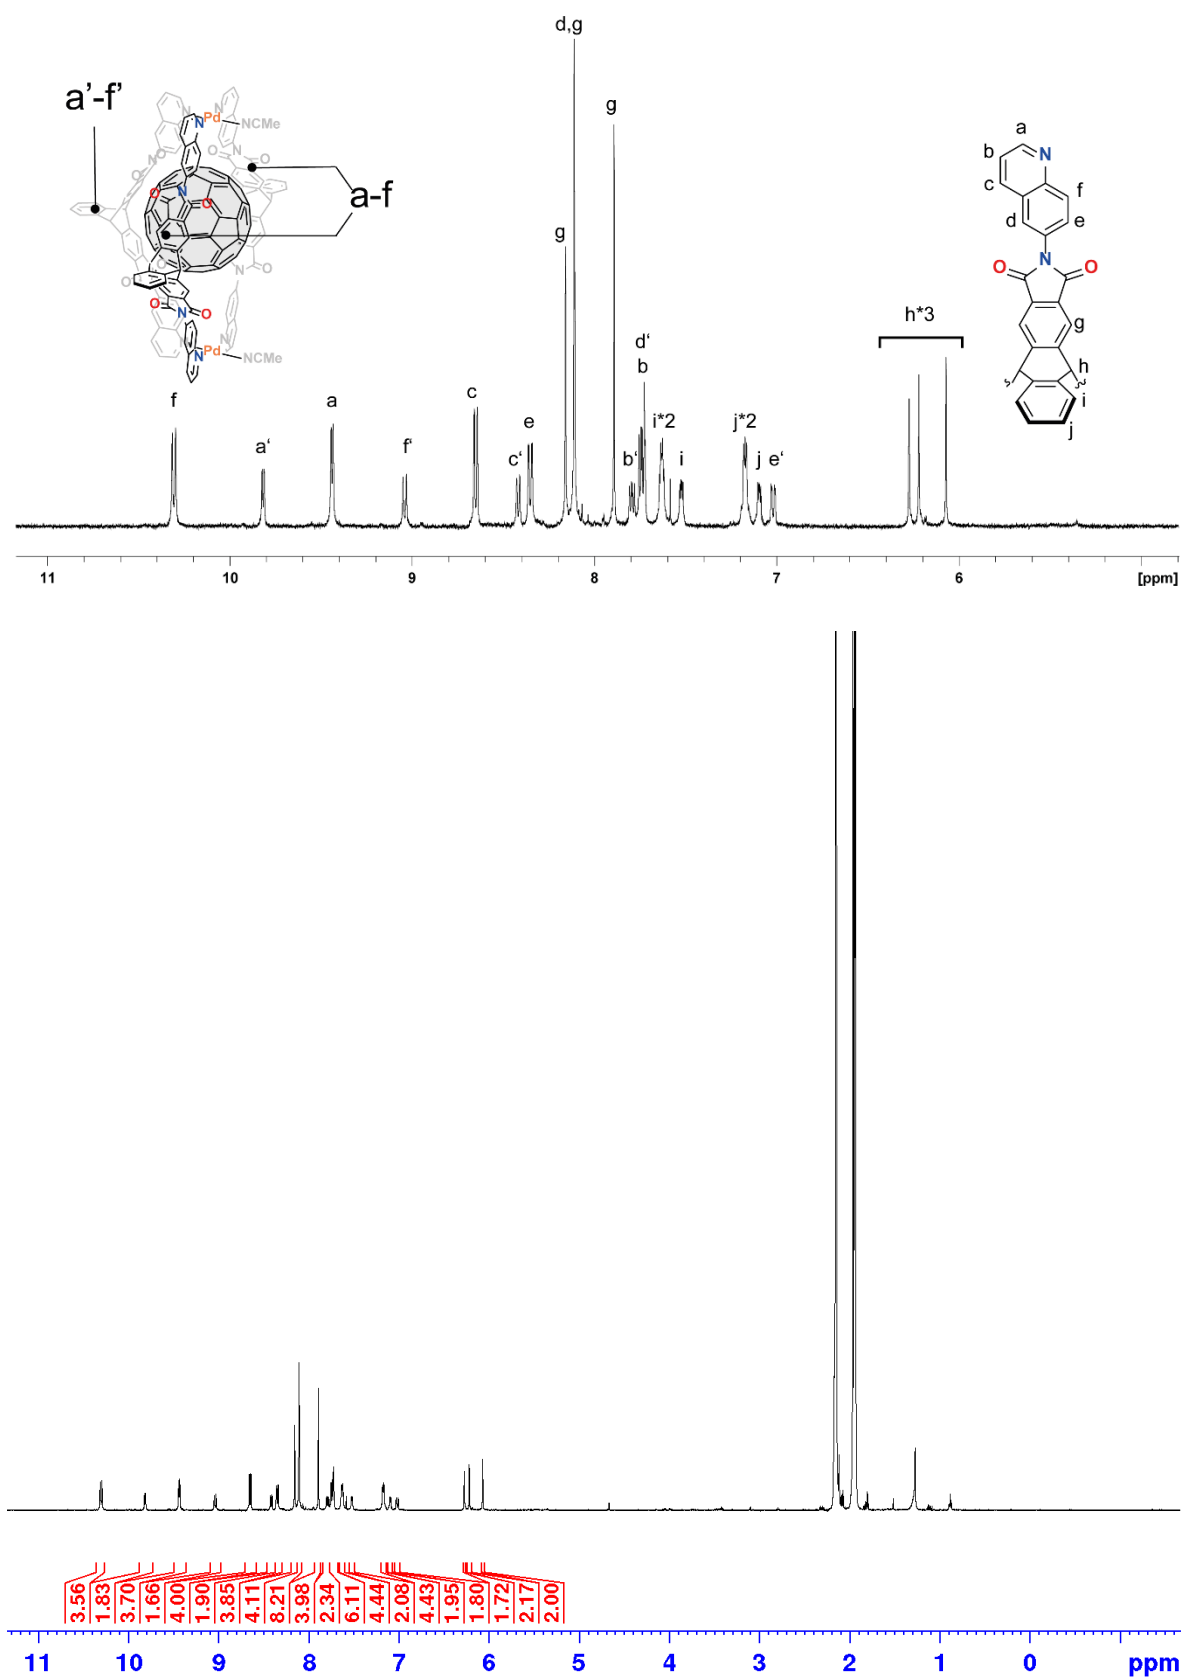 d,g
a'-f'
N
N
Pd
N
NCMe
N
O
O
O
O
N
O
a-f
O
N
O
O
O
N
O
N
N
Pd
N
NCMe
g
g
a
b
N
c
f
d
e
N
O
O
g
h
i
j
h*3
f
a'
a
f'
c
c'
e
b'
d'
b
i*2
i
j*2
j
e'
11
10
9
8
7
6
[ppm]
3.56
1.83
3.70
1.66
4.00
1.90
3.85
4.11
8.21
3.98
2.34
6.11
4.44
2.08
4.43
1.95
1.80
1.72
2.17
2.00
11
10
9
8
7
6
5
4
3
2
1
0
ppm